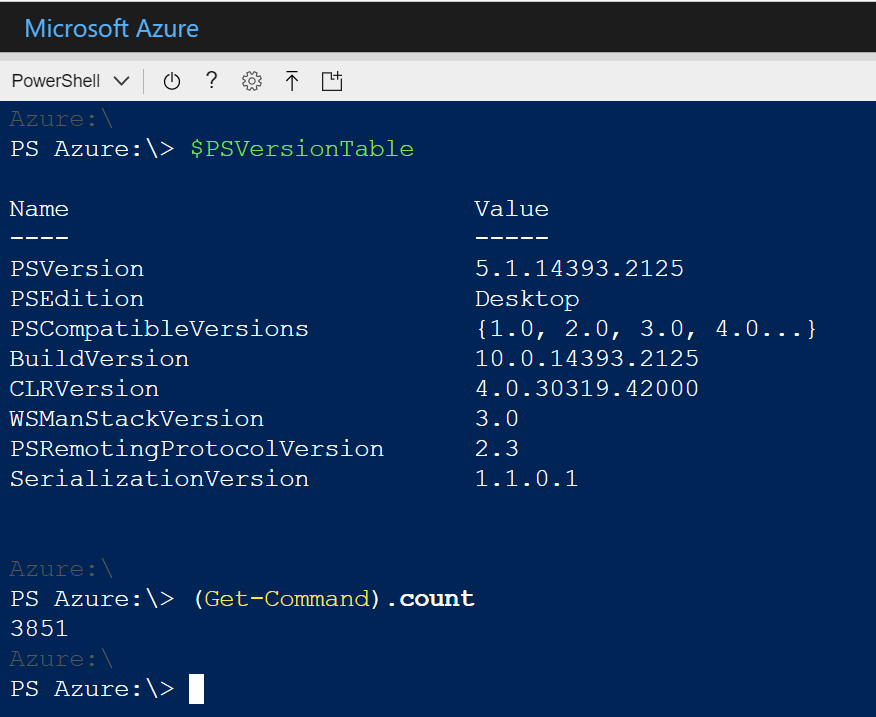 Microsoft Azure
PowerShell
Azure:\
PS Azure:\> $PSVersionTable
Name Value
---- -----
PSVersion 5.1.14393.2125
PSEdition Desktop
PSCompatibleVersions {1.0, 2.0, 3.0, 4.0...}
BuildVersion 10.0.14393.2125
CLRVersion 4.0.30319.42000
WSManStackVersion 3.0
PSRemotingProtocolVersion 2.3
SerializationVersion 1.1.0.1
Azure:\
PS Azure:\> (Get-Command).count
3851
Azure:\
PS Azure:\>